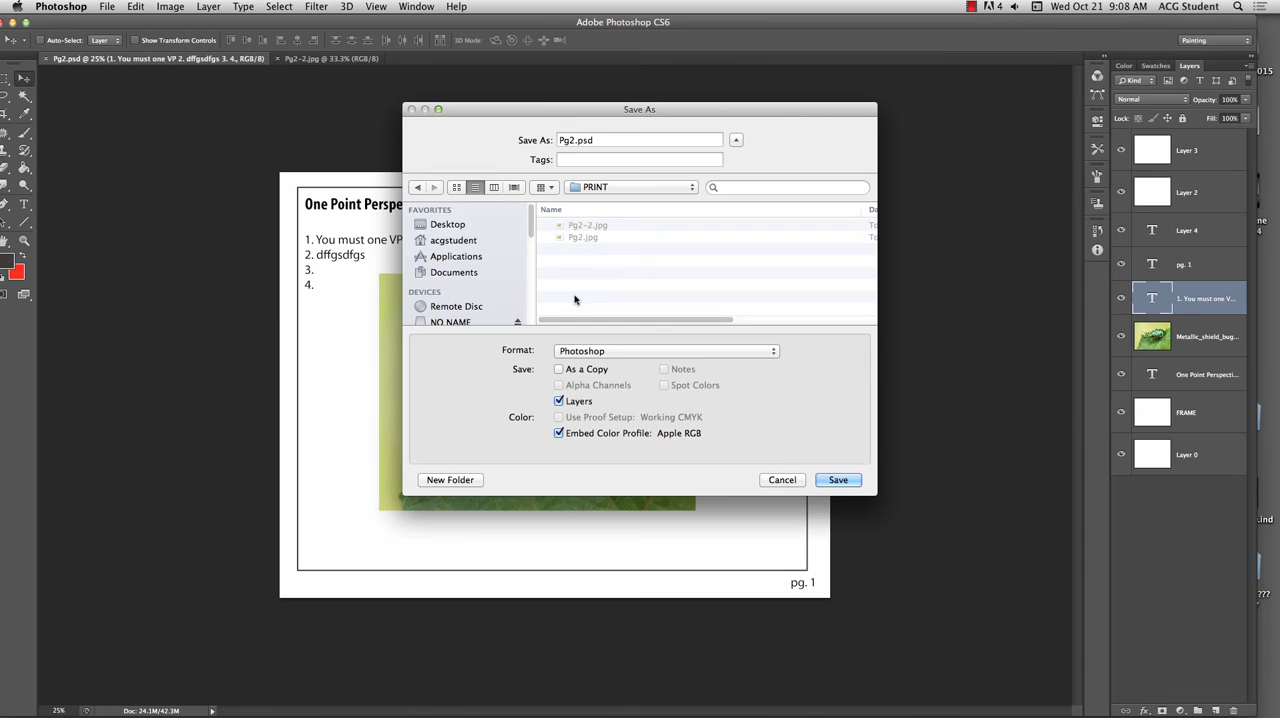 Photoshop File Edit Image Layer Type Select Filter 3D View Window Help 4 Wed Oct 21 9:08 AM ACG Student
Adobe Photoshop CS6
Auto-Select: Layer Show Transform Controls 3D Mode: Painting
Pg2.psd @ 25% (1. You must one VP 2. dffgsdfgs 3. 4., RGB/8) Pg2-2.jpg @ 33.3% (RGB/8)
Save As
Save As: Pg2.psd
Tags:
PRINT
FAVORITES
Desktop
acgstudent
Applications
Documents
DEVICES
Remote Disc
NO NAME
Name Da
Pg2-2.jpg To
Pg2.jpg To
Format: Photoshop
Save: As a Copy Notes
Alpha Channels Spot Colors
Layers
Color: Use Proof Setup: Working CMYK
Embed Color Profile: Apple RGB
New Folder Cancel Save
One Point Perspe
1. You must one VP
2. dffgsdfgs
3.
4.
pg. 1
Color Swatches Layers
Kind
Normal Opacity: 100%
Lock: Fill: 100%
Layer 3
Layer 2
Layer 4
pg. 1
1. You must one V...
Metallic_shield_bug...
One Point Perspecti...
FRAME
Layer 0
015
4
.ind
???
25% Doc: 24.1M/42.3M